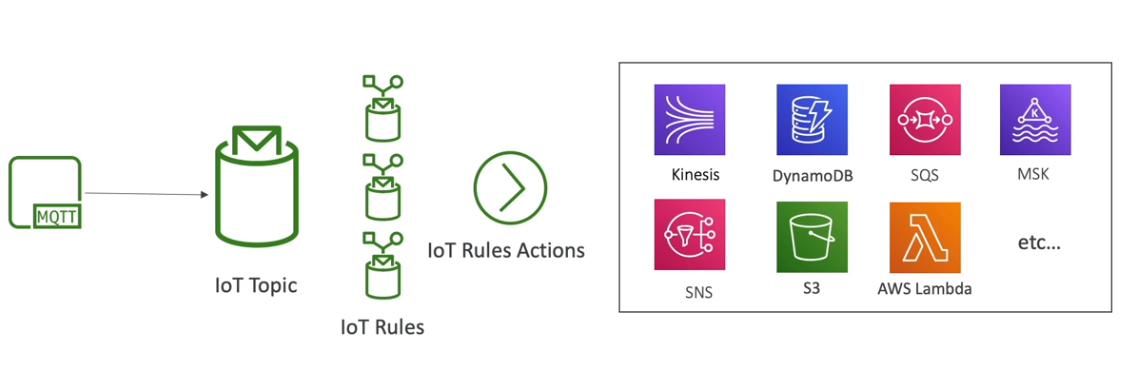 MQTT
IoT Topic
IoT Rules
IoT Rules Actions
Kinesis
DynamoDB
SQS
K
MSK
SNS
S3
AWS Lambda
etc...